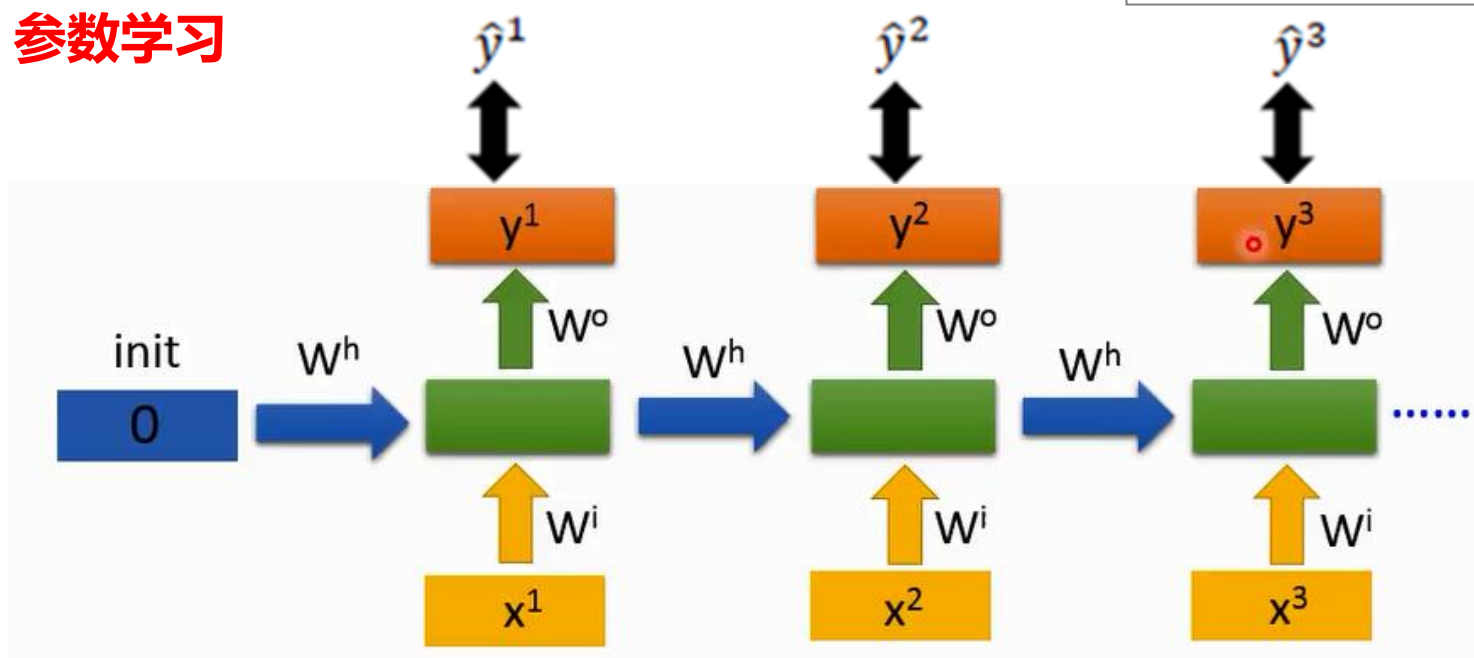 参数学习
ŷ¹ ŷ² ŷ³
y¹ y² y³
Wᵒ Wᵒ Wᵒ
init Wʰ Wʰ Wʰ
0 ......
Wⁱ Wⁱ Wⁱ
x¹ x² x³